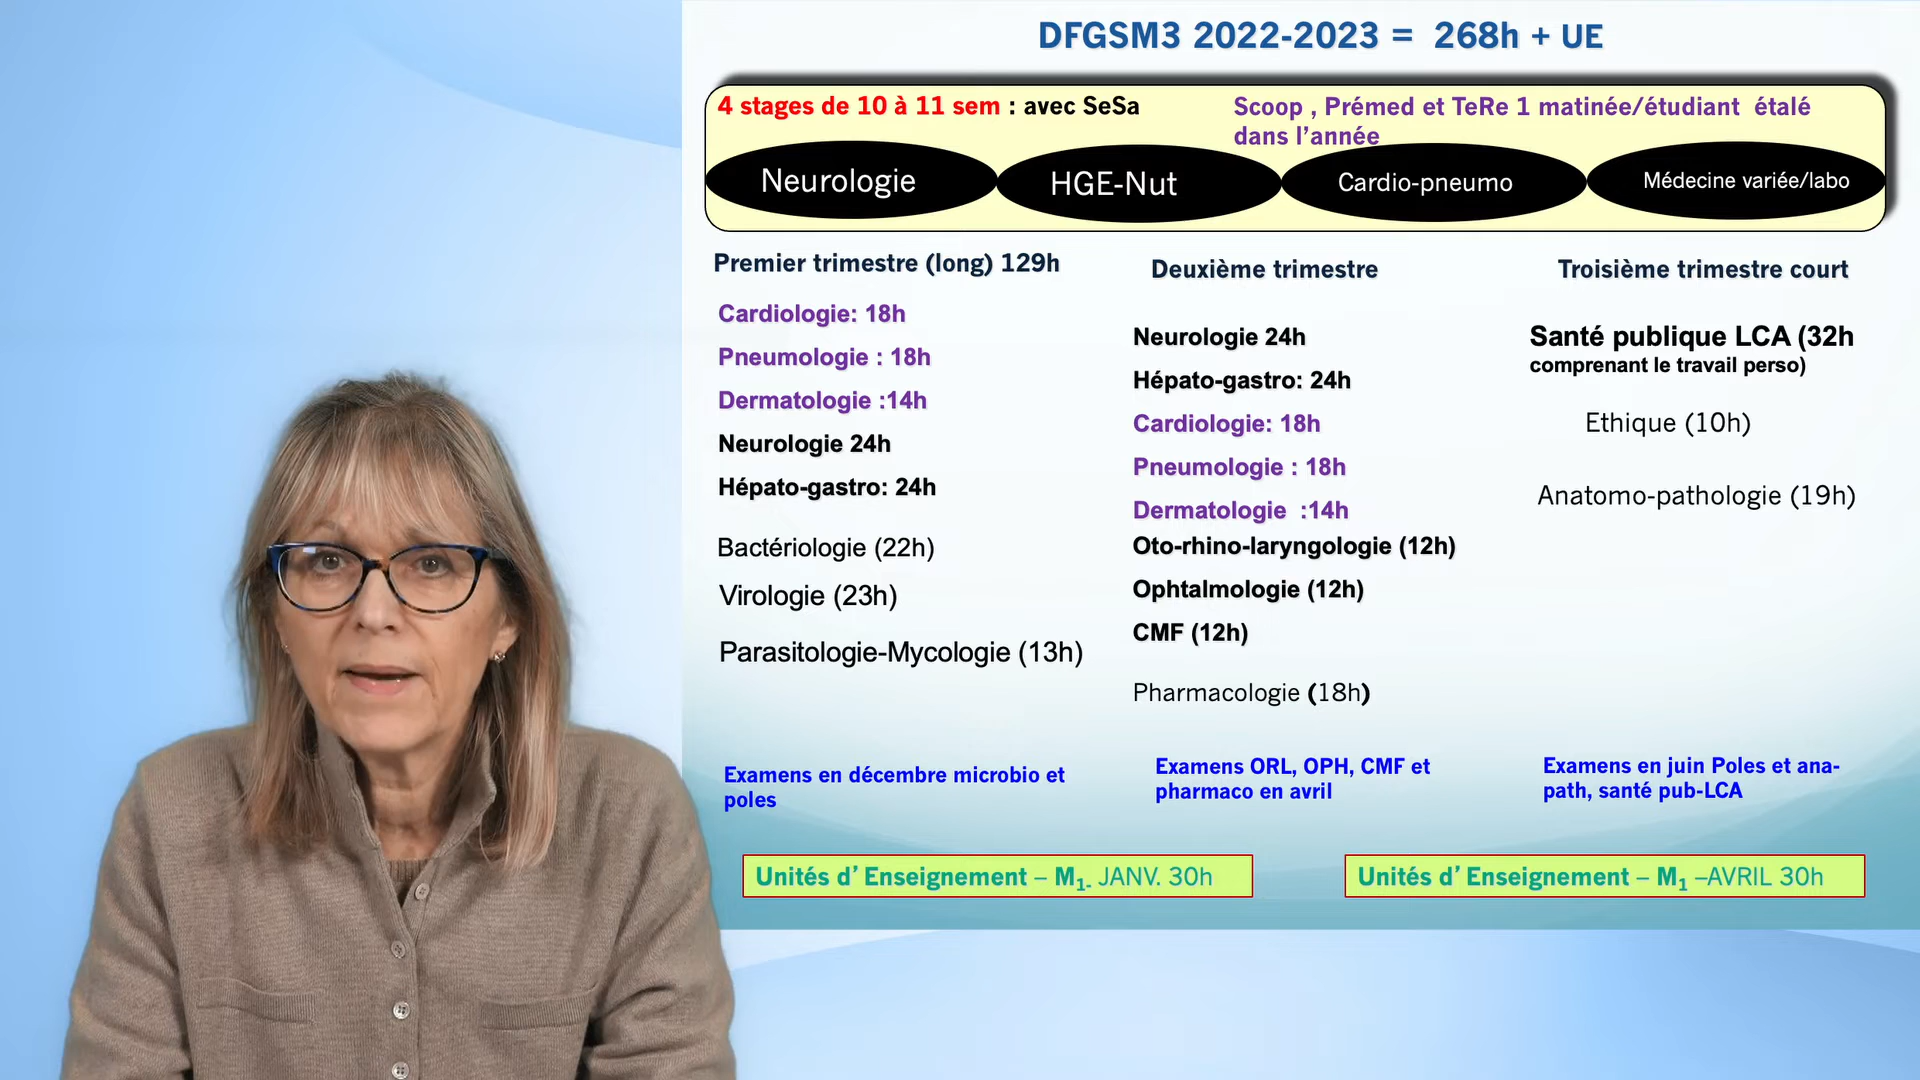 DFGSM3 2022-2023 = 268h + UE
4 stages de 10 à 11 sem : avec SeSa
Scoop , Prémed et TeRe 1 matinée/étudiant étalé
dans l’année
Neurologie
HGE-Nut
Cardio-pneumo
Médecine variée/labo
Premier trimestre (long) 129h
Cardiologie: 18h
Pneumologie : 18h
Dermatologie :14h
Neurologie 24h
Hépato-gastro: 24h
Bactériologie (22h)
Virologie (23h)
Parasitologie-Mycologie (13h)
Examens en décembre microbio et
poles
Deuxième trimestre
Neurologie 24h
Hépato-gastro: 24h
Cardiologie: 18h
Pneumologie : 18h
Dermatologie :14h
Oto-rhino-laryngologie (12h)
Ophtalmologie (12h)
CMF (12h)
Pharmacologie (18h)
Examens ORL, OPH, CMF et
pharmaco en avril
Troisième trimestre court
Santé publique LCA (32h
comprenant le travail perso)
Ethique (10h)
Anatomo-pathologie (19h)
Examens en juin Poles et ana-
path, santé pub-LCA
Unités d’ Enseignement – M1- JANV. 30h
Unités d’ Enseignement – M1 –AVRIL 30h